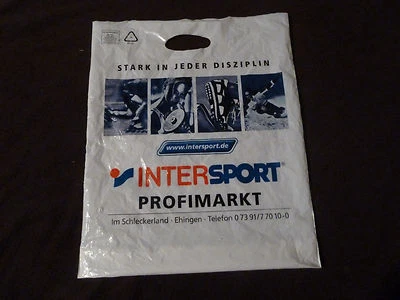 STARK IN JEDER DISZIPLIN
www.intersport.de
INTERSPORT®
PROFIMARKT
Im Schleckerland · Ehingen · Telefon 0 73 91/7 70 10-0